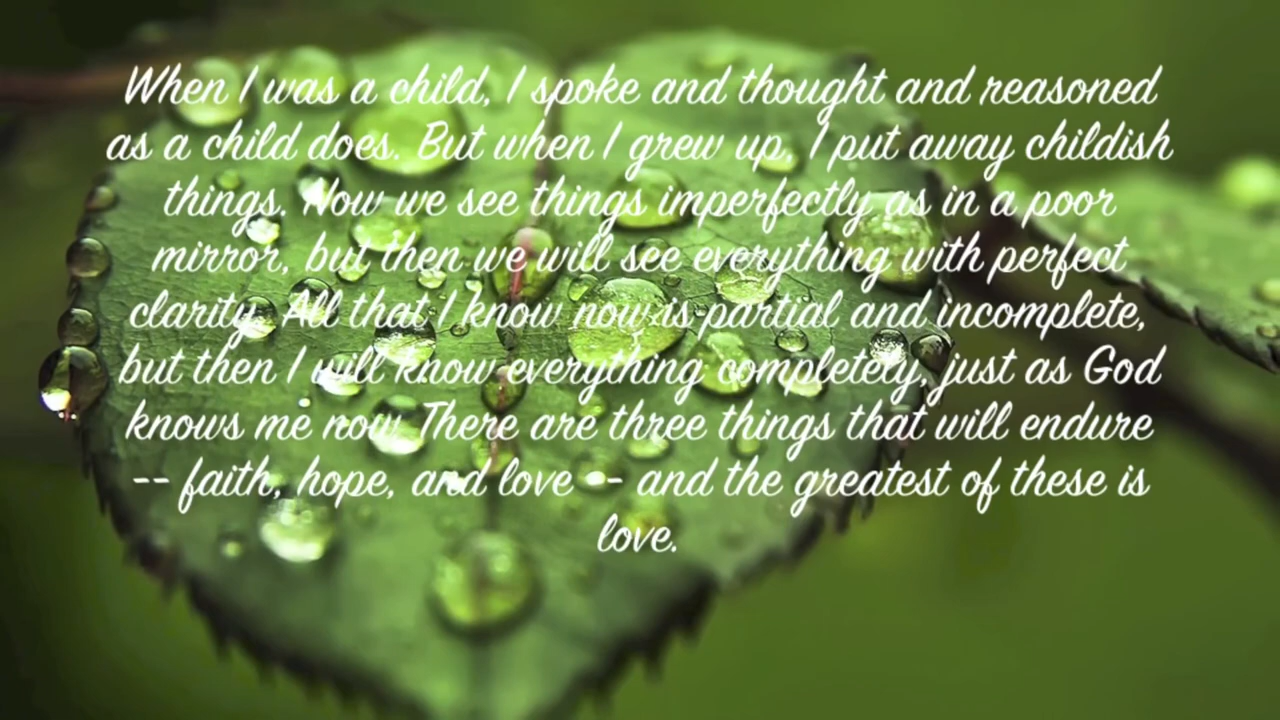 When I was a child, I spoke and thought and reasoned
as a child does. But when I grew up, I put away childish
things. Now we see things imperfectly as in a poor
mirror, but then we will see everything with perfect
clarity. All that I know now is partial and incomplete,
but then I will know everything completely, just as God
knows me now. There are three things that will endure
-- faith, hope, and love -- and the greatest of these is
love.